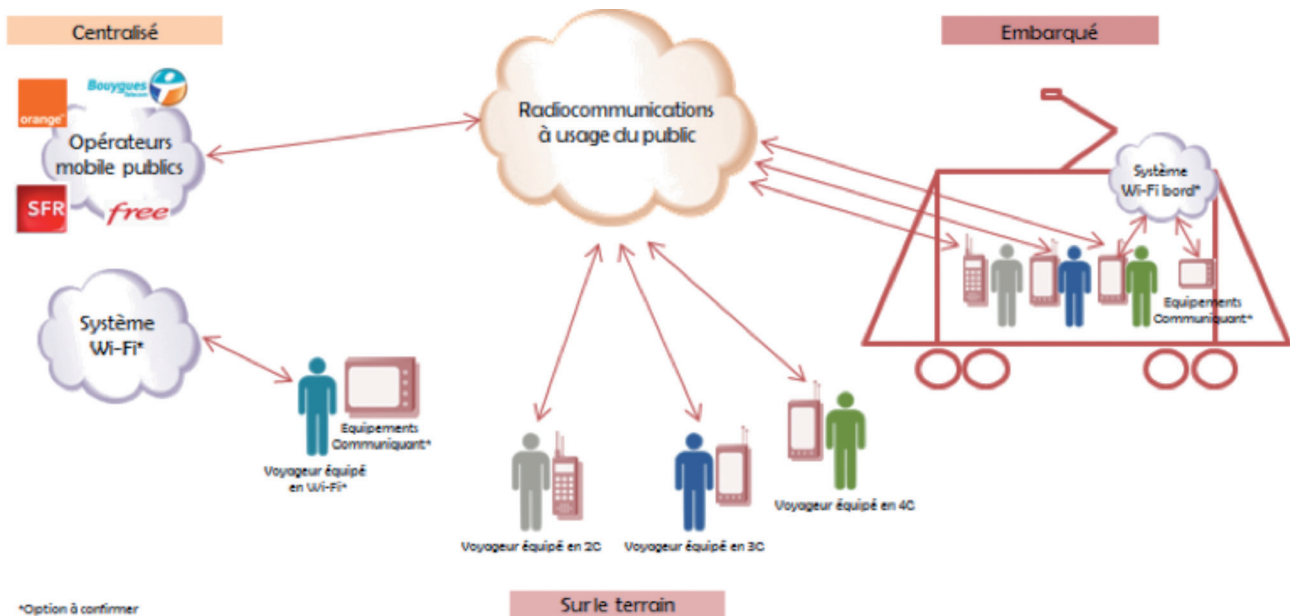 Centralisé
Embarqué
orange™
Bouygues
Telecom
Opérateurs
mobile publics
SFR
free
Radiocommunications
à usage du public
Système
Wi-Fi bord*
Equipements
Communiquant*
Système
Wi-Fi*
Equipements
Communiquant*
Voyageur équipé
en Wi-Fi*
Voyageur équipé en 2G
Voyageur équipé en 3G
Voyageur équipé en 4G
*Option à confirmer
Sur le terrain